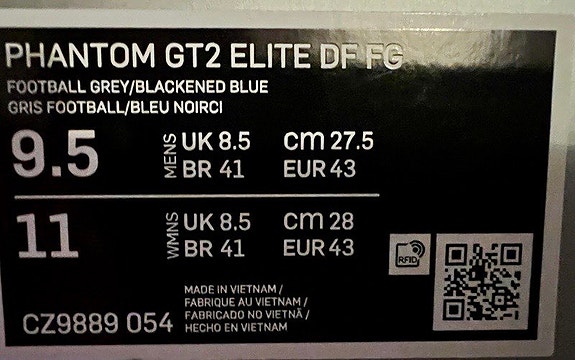 PHANTOM GT2 ELITE DF FG
FOOTBALL GREY/BLACKENED BLUE
GRIS FOOTBALL/BLEU NOIRCI
9.5 MENS UK 8.5 cm 27.5
BR 41 EUR 43
11 WMNS UK 8.5 cm 28
BR 41 EUR 43
RFID
CZ9889 054
MADE IN VIETNAM /
FABRIQUE AU VIETNAM /
FABRICADO NO VIETNÃ /
HECHO EN VIETNAM